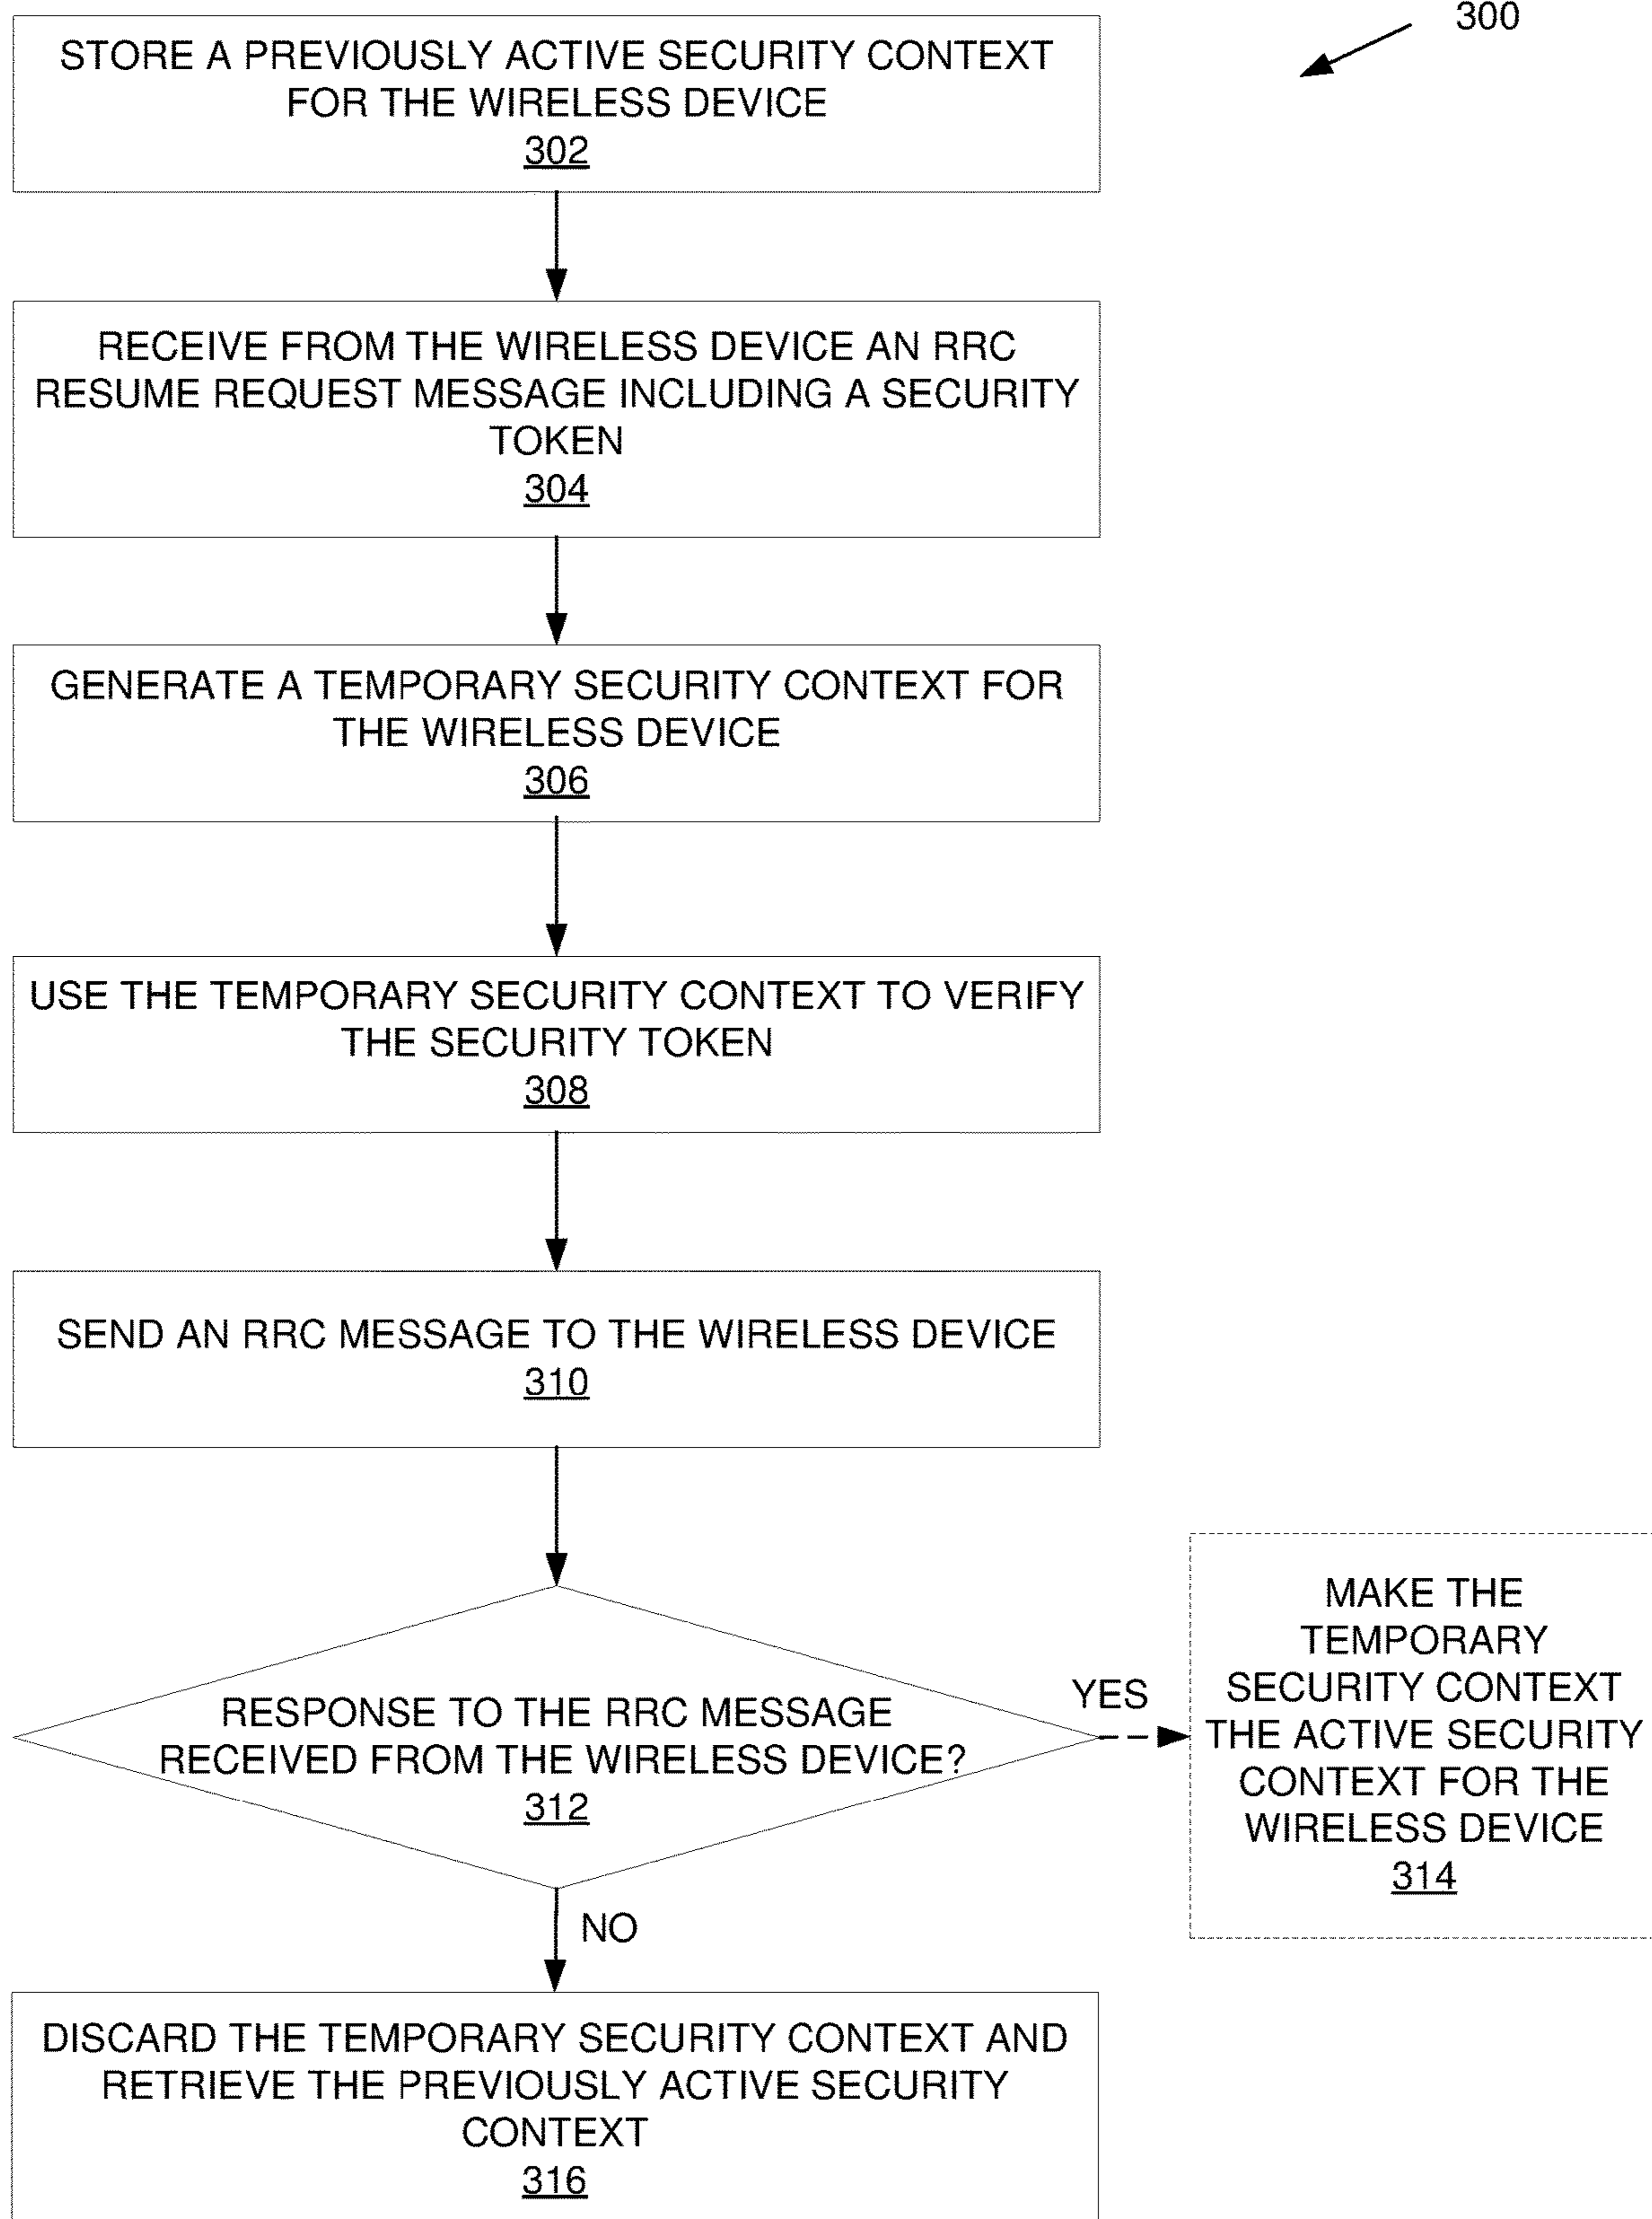 300
STORE A PREVIOUSLY ACTIVE SECURITY CONTEXT
FOR THE WIRELESS DEVICE
302
RECEIVE FROM THE WIRELESS DEVICE AN RRC
RESUME REQUEST MESSAGE INCLUDING A SECURITY
TOKEN
304
GENERATE A TEMPORARY SECURITY CONTEXT FOR
THE WIRELESS DEVICE
306
USE THE TEMPORARY SECURITY CONTEXT TO VERIFY
THE SECURITY TOKEN
308
SEND AN RRC MESSAGE TO THE WIRELESS DEVICE
310
RESPONSE TO THE RRC MESSAGE
RECEIVED FROM THE WIRELESS DEVICE?
312
YES
MAKE THE
TEMPORARY
SECURITY CONTEXT
THE ACTIVE SECURITY
CONTEXT FOR THE
WIRELESS DEVICE
314
NO
DISCARD THE TEMPORARY SECURITY CONTEXT AND
RETRIEVE THE PREVIOUSLY ACTIVE SECURITY
CONTEXT
316